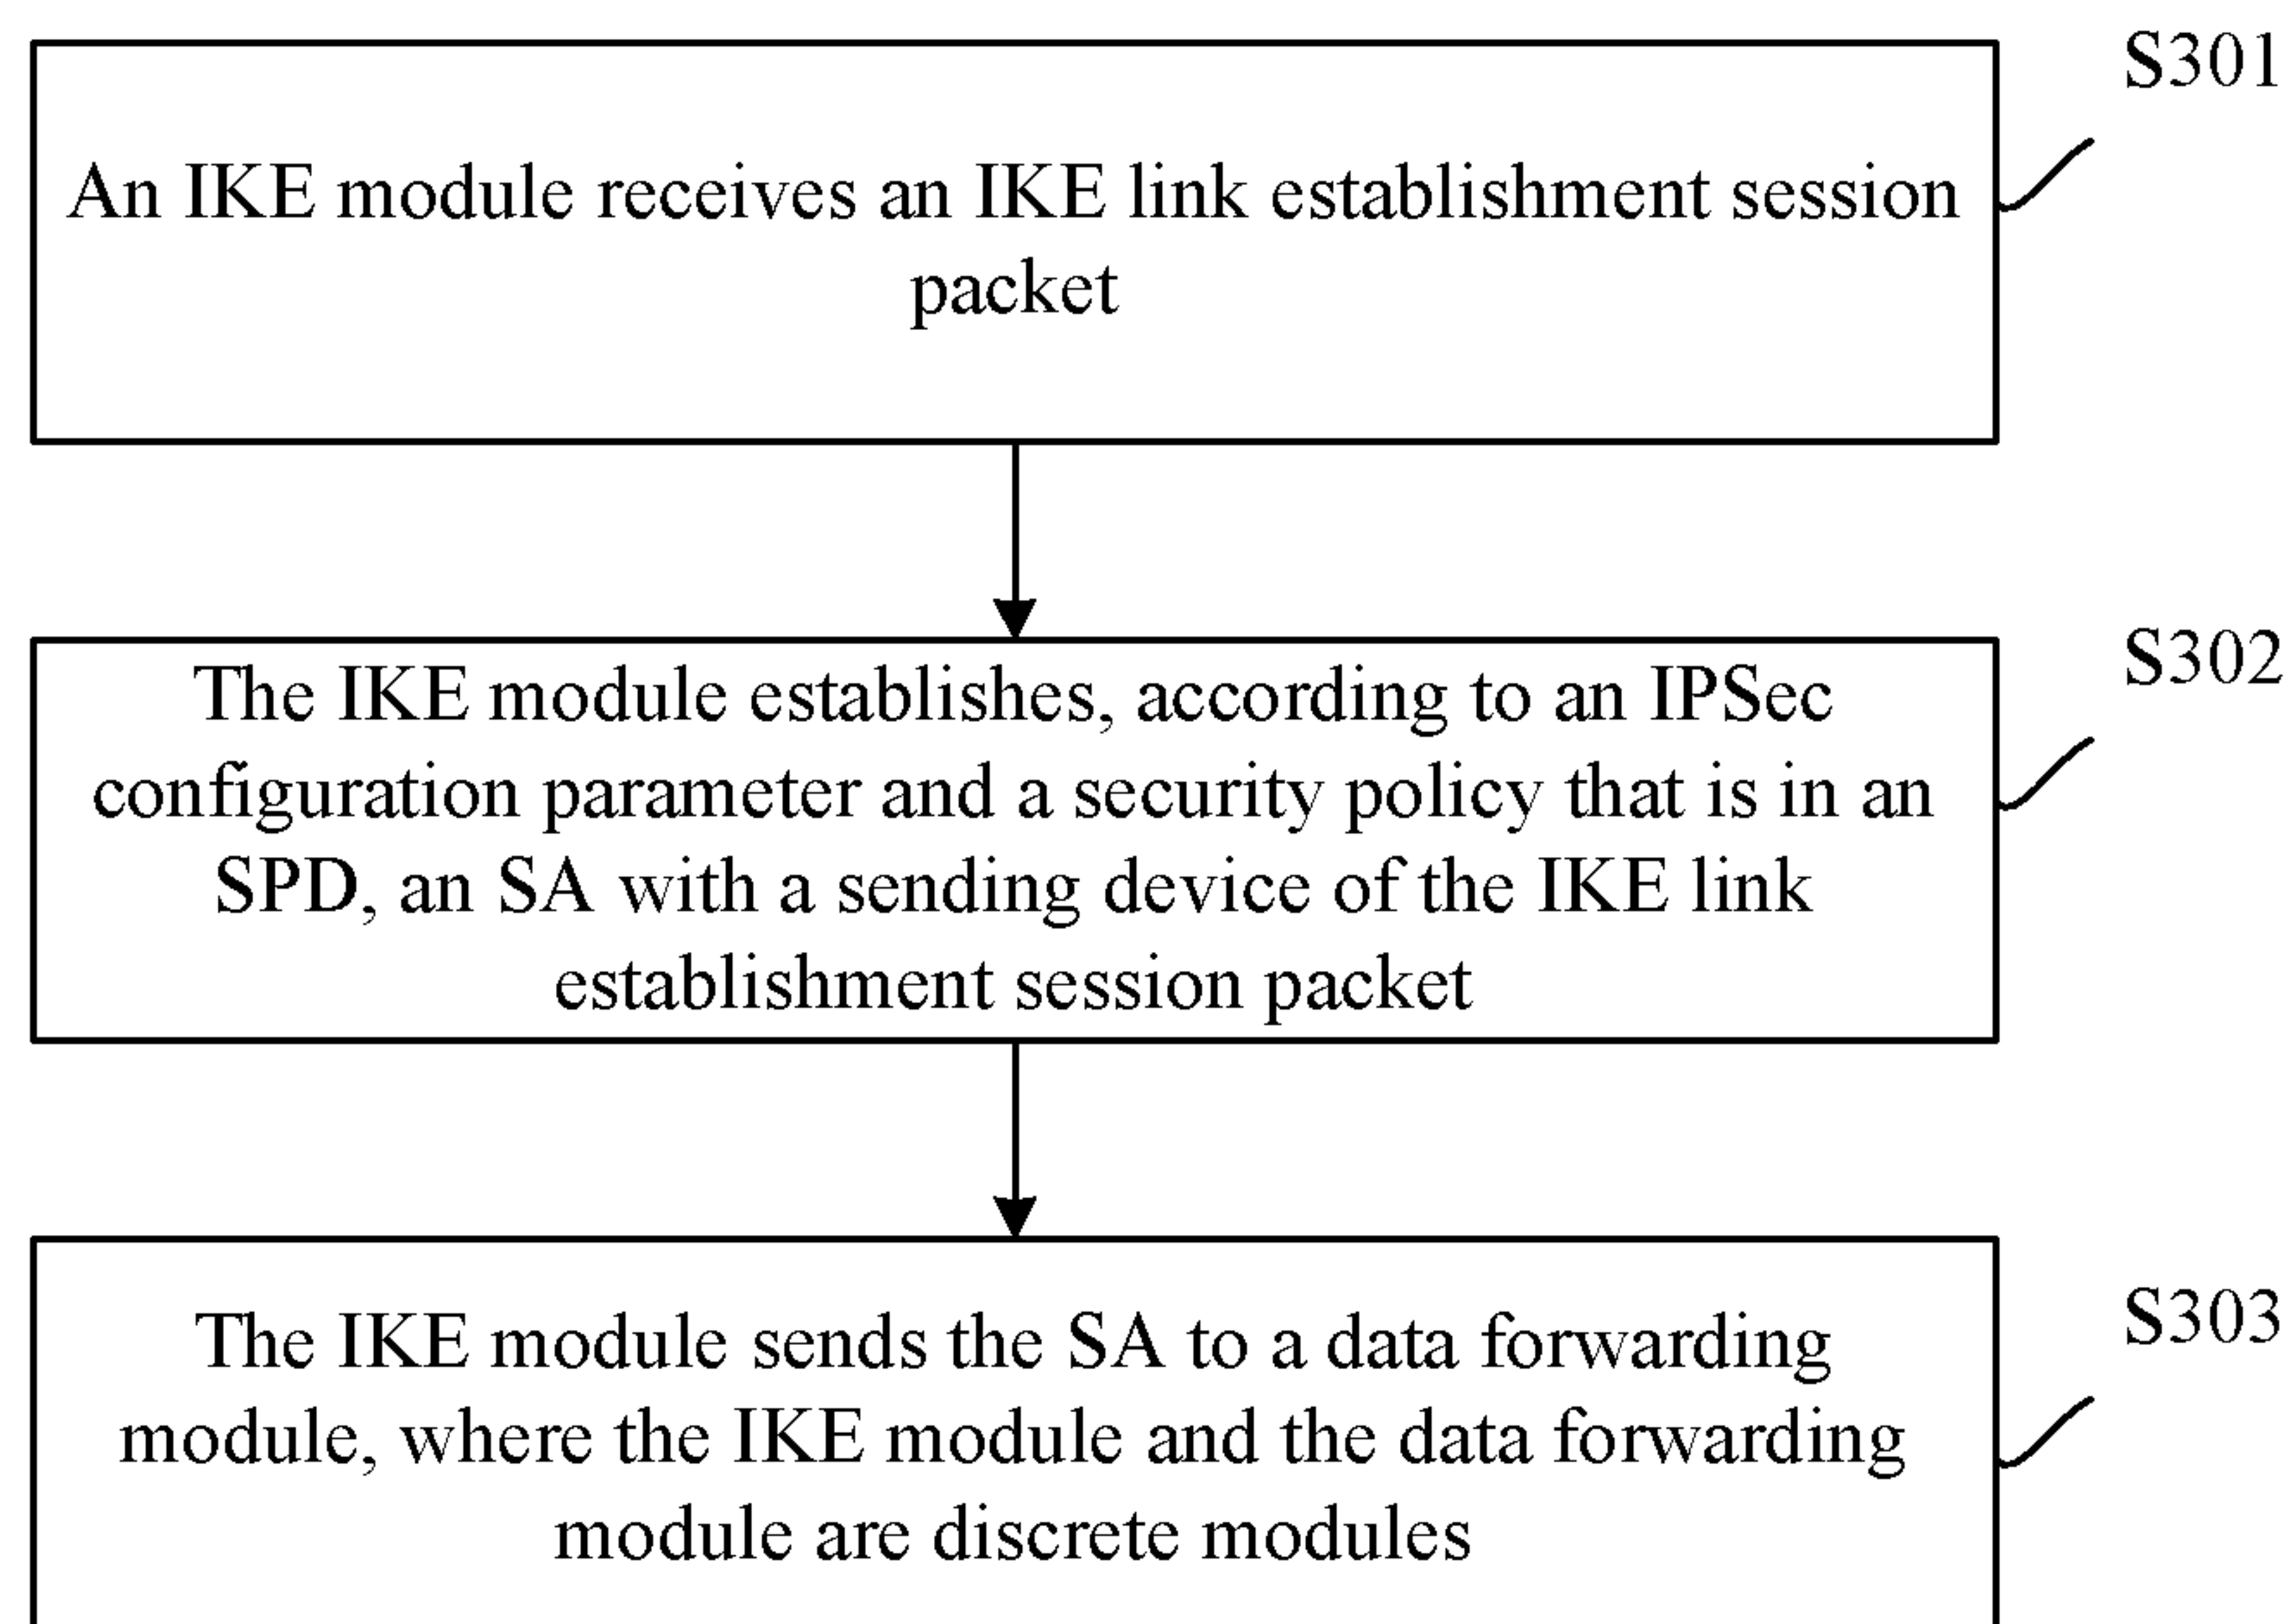 S301
An IKE module receives an IKE link establishment session
packet
S302
The IKE module establishes, according to an IPSec
configuration parameter and a security policy that is in an
SPD, an SA with a sending device of the IKE link
establishment session packet
S303
The IKE module sends the SA to a data forwarding
module, where the IKE module and the data forwarding
module are discrete modules